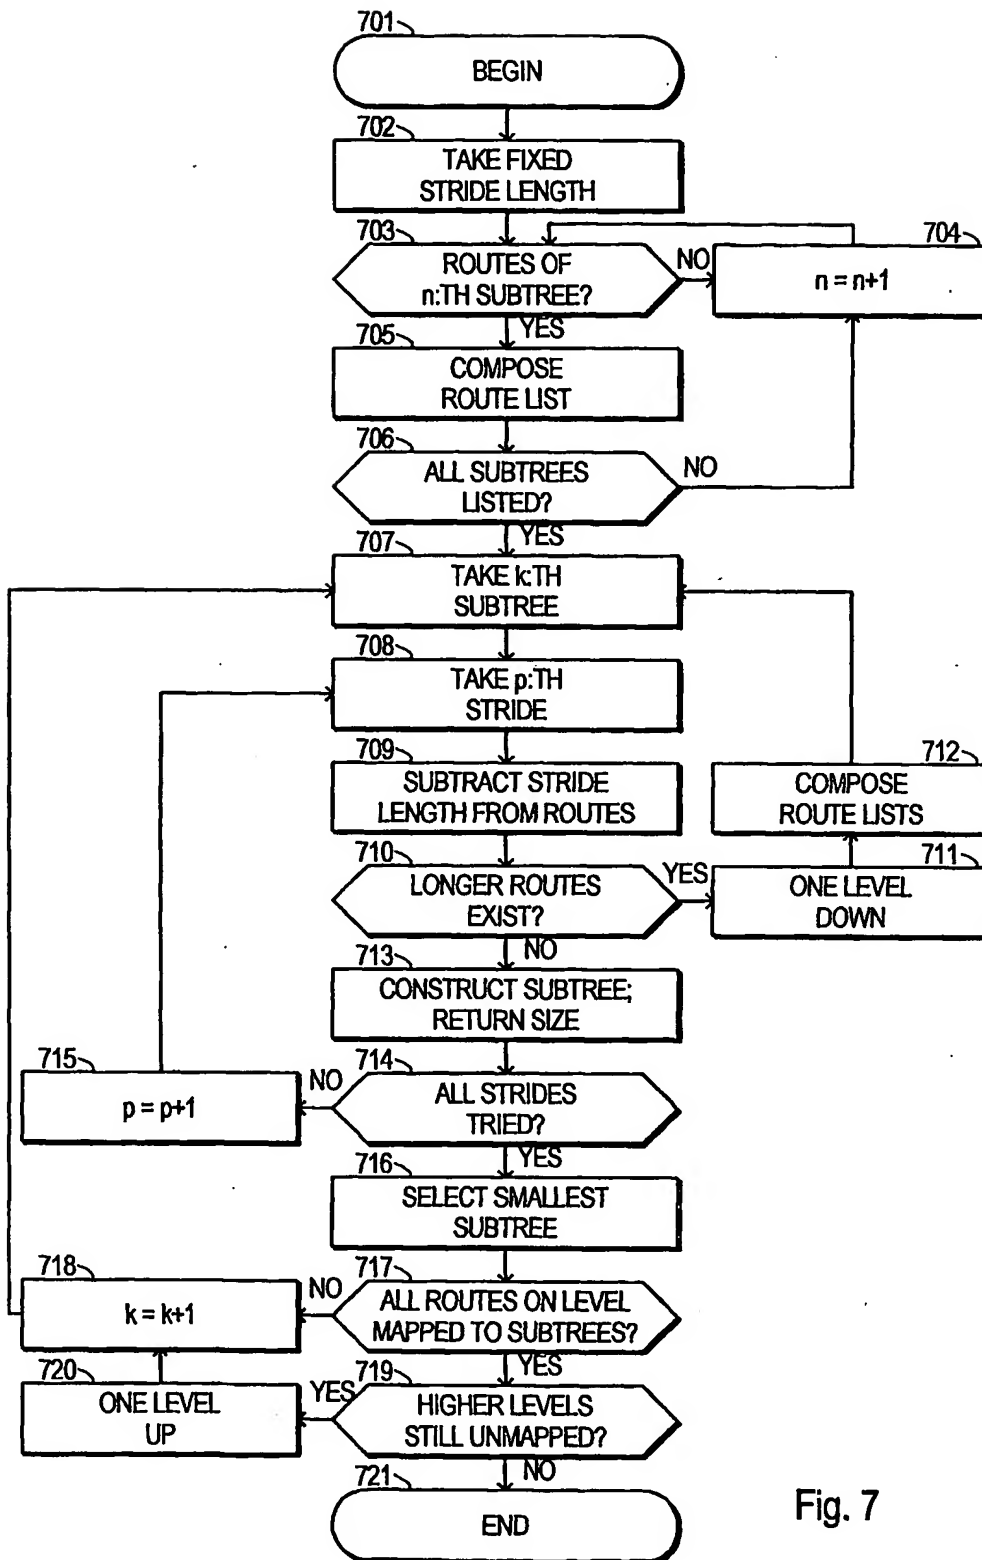 701
BEGIN
702
TAKE FIXED
STRIDE LENGTH
703
ROUTES OF
n:TH SUBTREE?
NO
704
n = n+1
YES
705
COMPOSE
ROUTE LIST
706
ALL SUBTREES
LISTED?
NO
YES
707
TAKE k:TH
SUBTREE
708
TAKE p:TH
STRIDE
709
SUBTRACT STRIDE
LENGTH FROM ROUTES
712
COMPOSE
ROUTE LISTS
710
LONGER ROUTES
EXIST?
YES
711
ONE LEVEL
DOWN
NO
713
CONSTRUCT SUBTREE;
RETURN SIZE
714
ALL STRIDES
TRIED?
NO
715
p = p+1
YES
716
SELECT SMALLEST
SUBTREE
717
ALL ROUTES ON LEVEL
MAPPED TO SUBTREES?
NO
718
k = k+1
YES
719
HIGHER LEVELS
STILL UNMAPPED?
YES
720
ONE LEVEL
UP
NO
721
END
Fig. 7